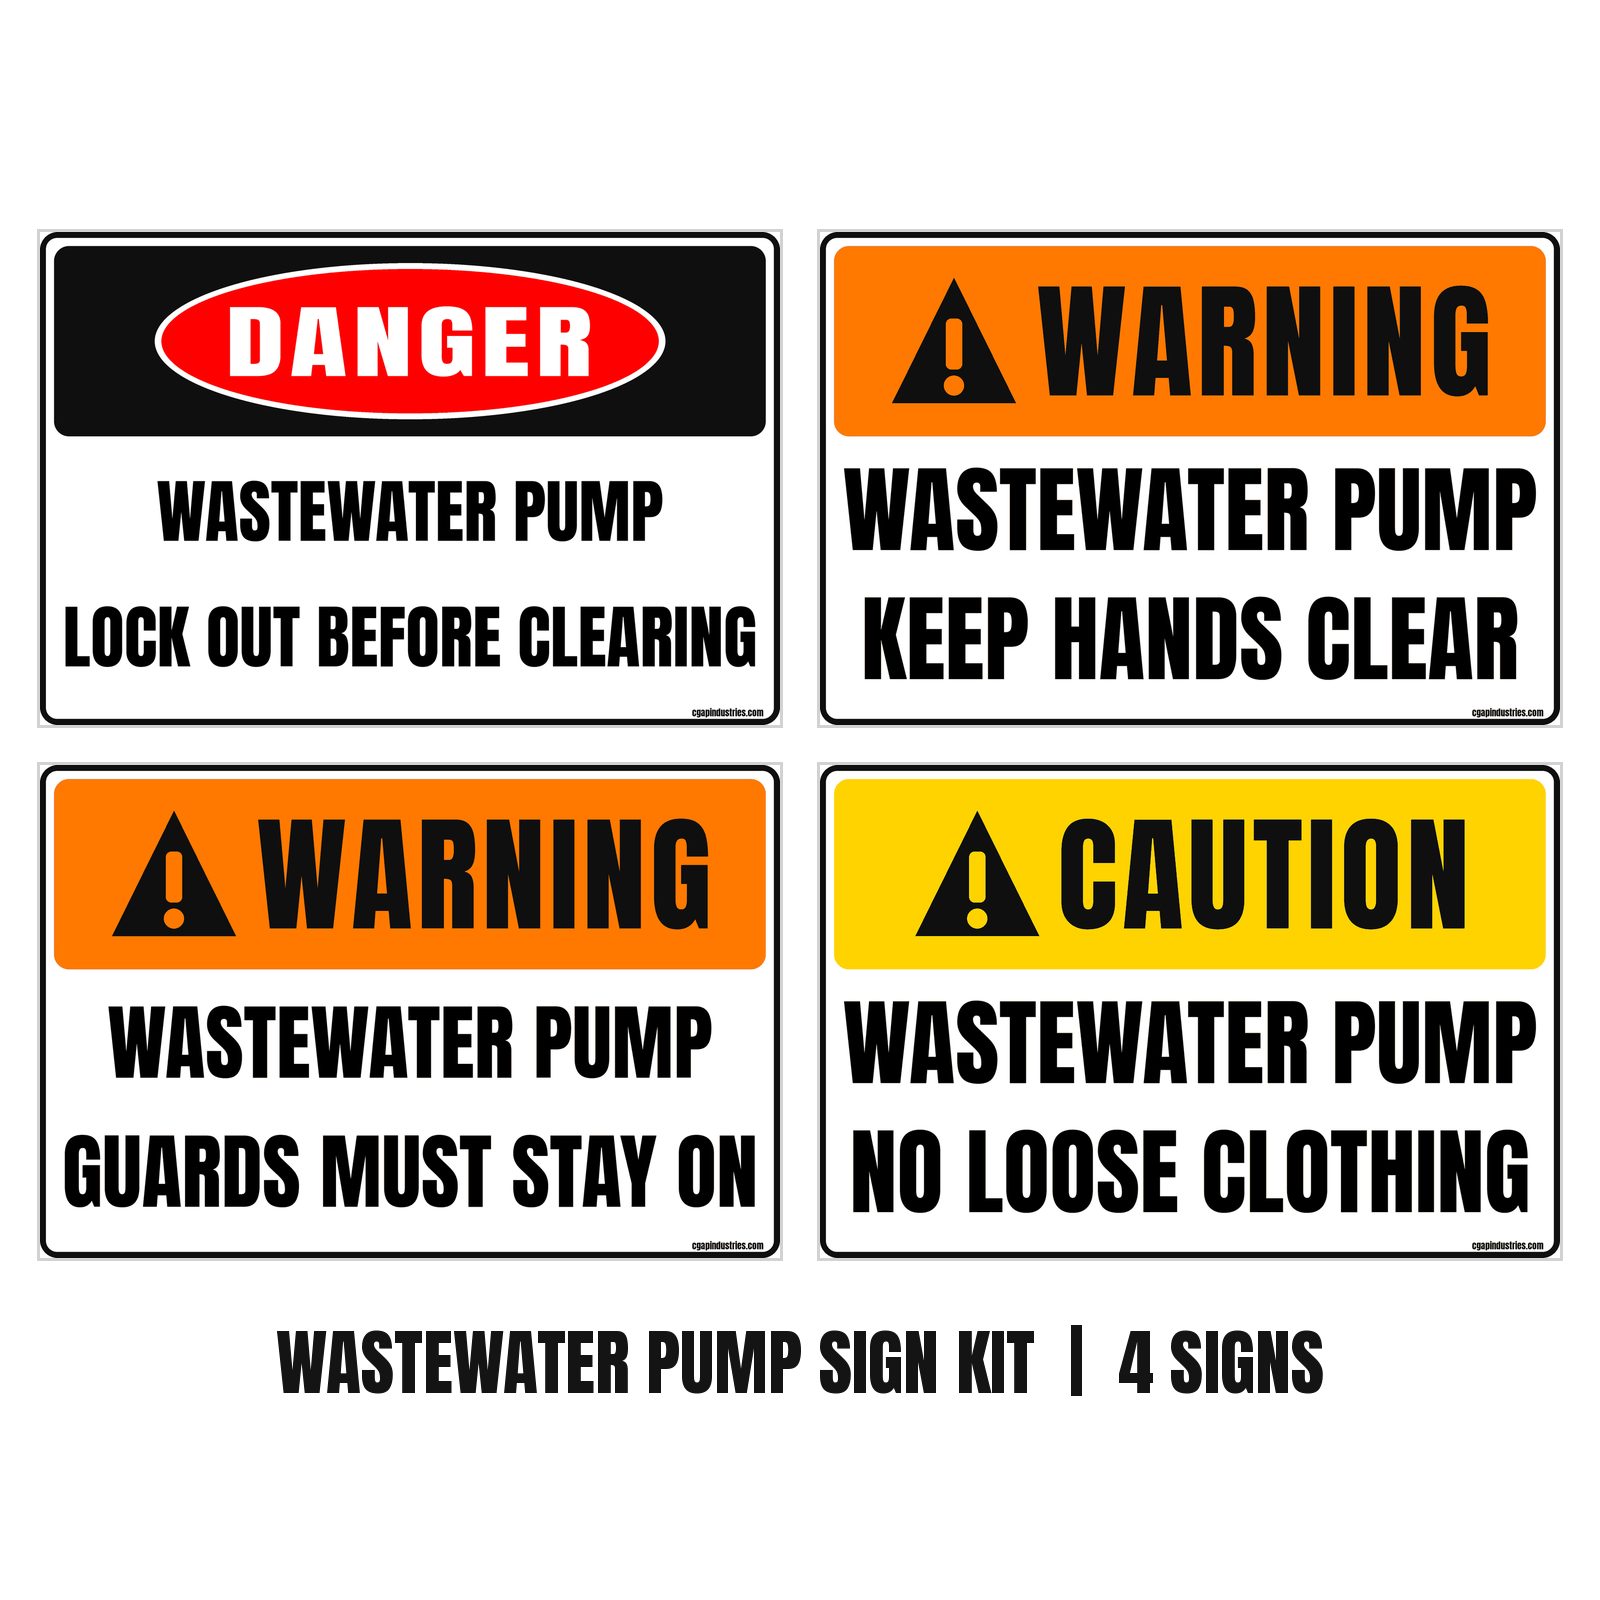 DANGER
WASTEWATER PUMP
LOCK OUT BEFORE CLEARING
cgapindustries.com
WARNING
WASTEWATER PUMP
KEEP HANDS CLEAR
cgapindustries.com
WARNING
WASTEWATER PUMP
GUARDS MUST STAY ON
cgapindustries.com
CAUTION
WASTEWATER PUMP
NO LOOSE CLOTHING
cgapindustries.com
WASTEWATER PUMP SIGN KIT | 4 SIGNS